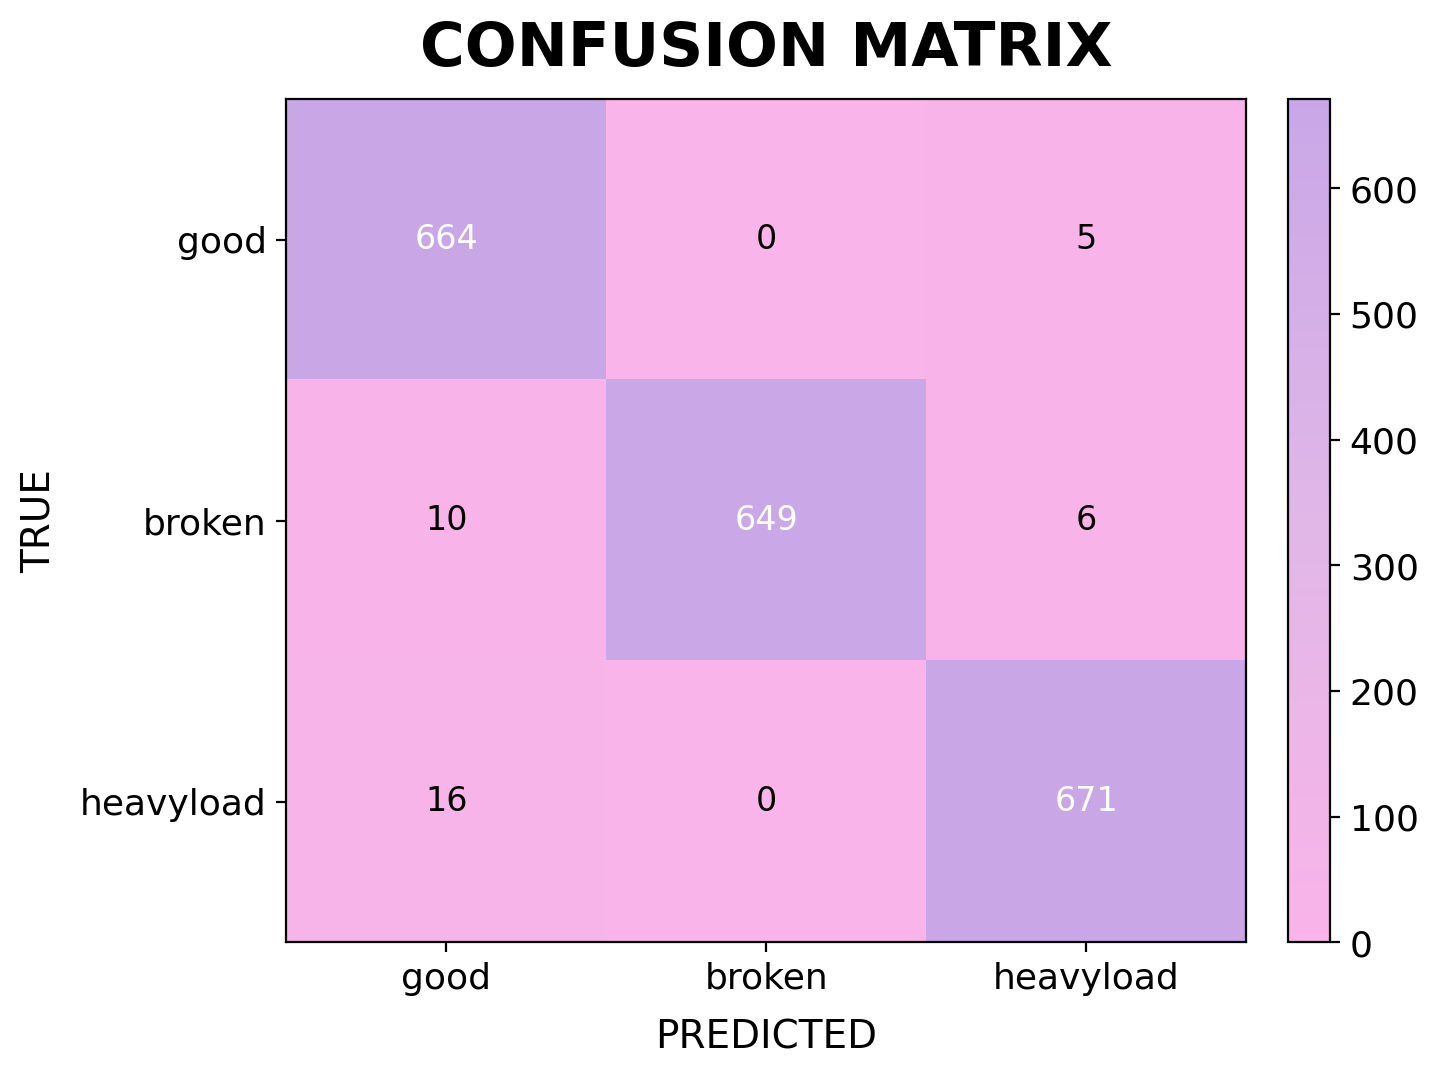 CONFUSION MATRIX
good 664 0 5
broken 10 649 6
heavyload 16 0 671
good broken heavyload
PREDICTED
TRUE
600
500
400
300
200
100
0